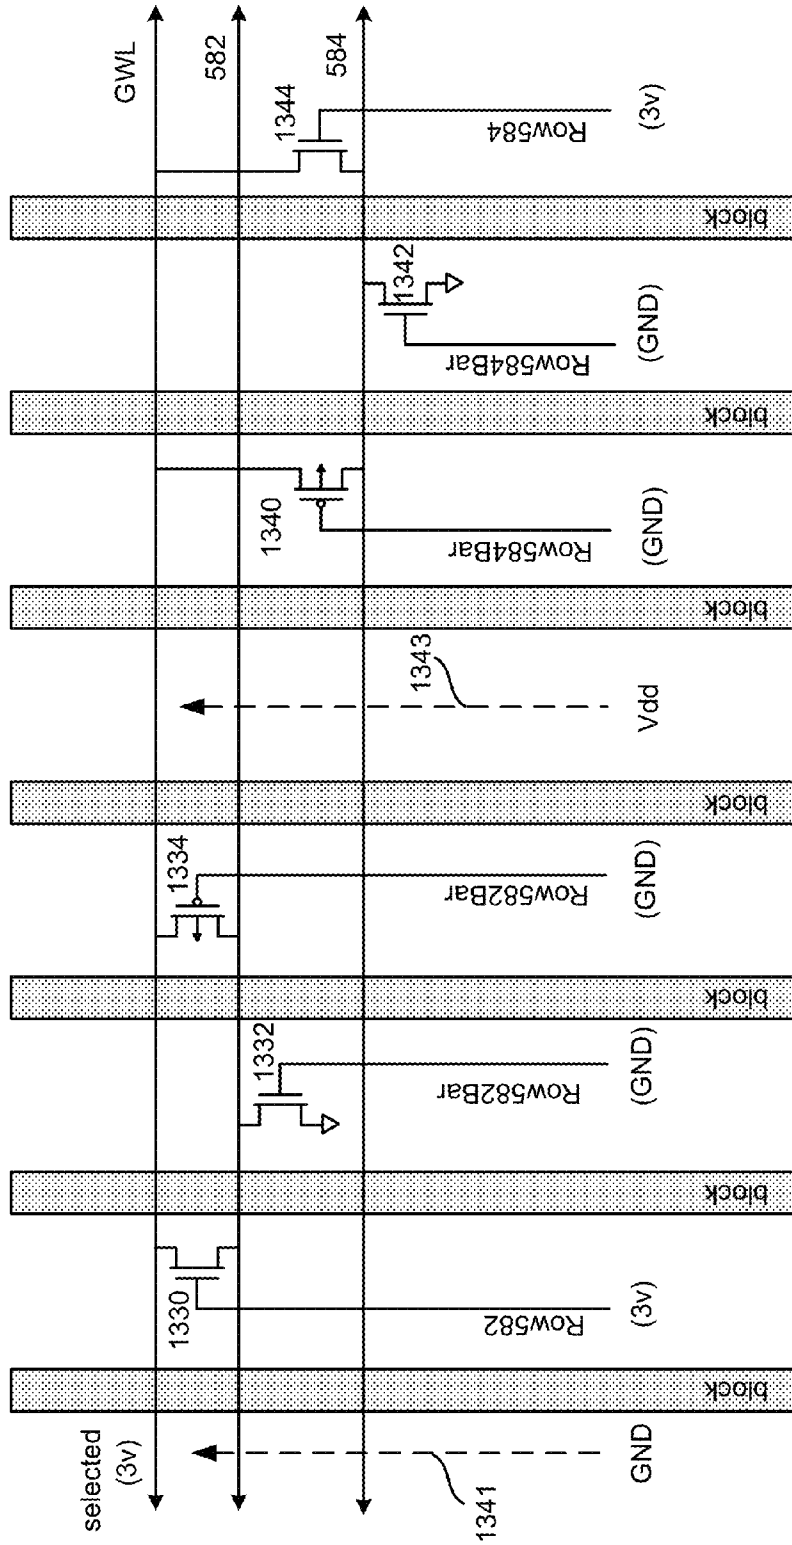 selected
(3v)
GWL
582
584
1330
1332
1334
1340
1342
1344
1341
1343
Row582
Row582Bar
Row582Bar
Row584Bar
Row584Bar
Row584
GND
(3v)
(GND)
(GND)
Vdd
(GND)
(GND)
(3v)
block
block
block
block
block
block
block